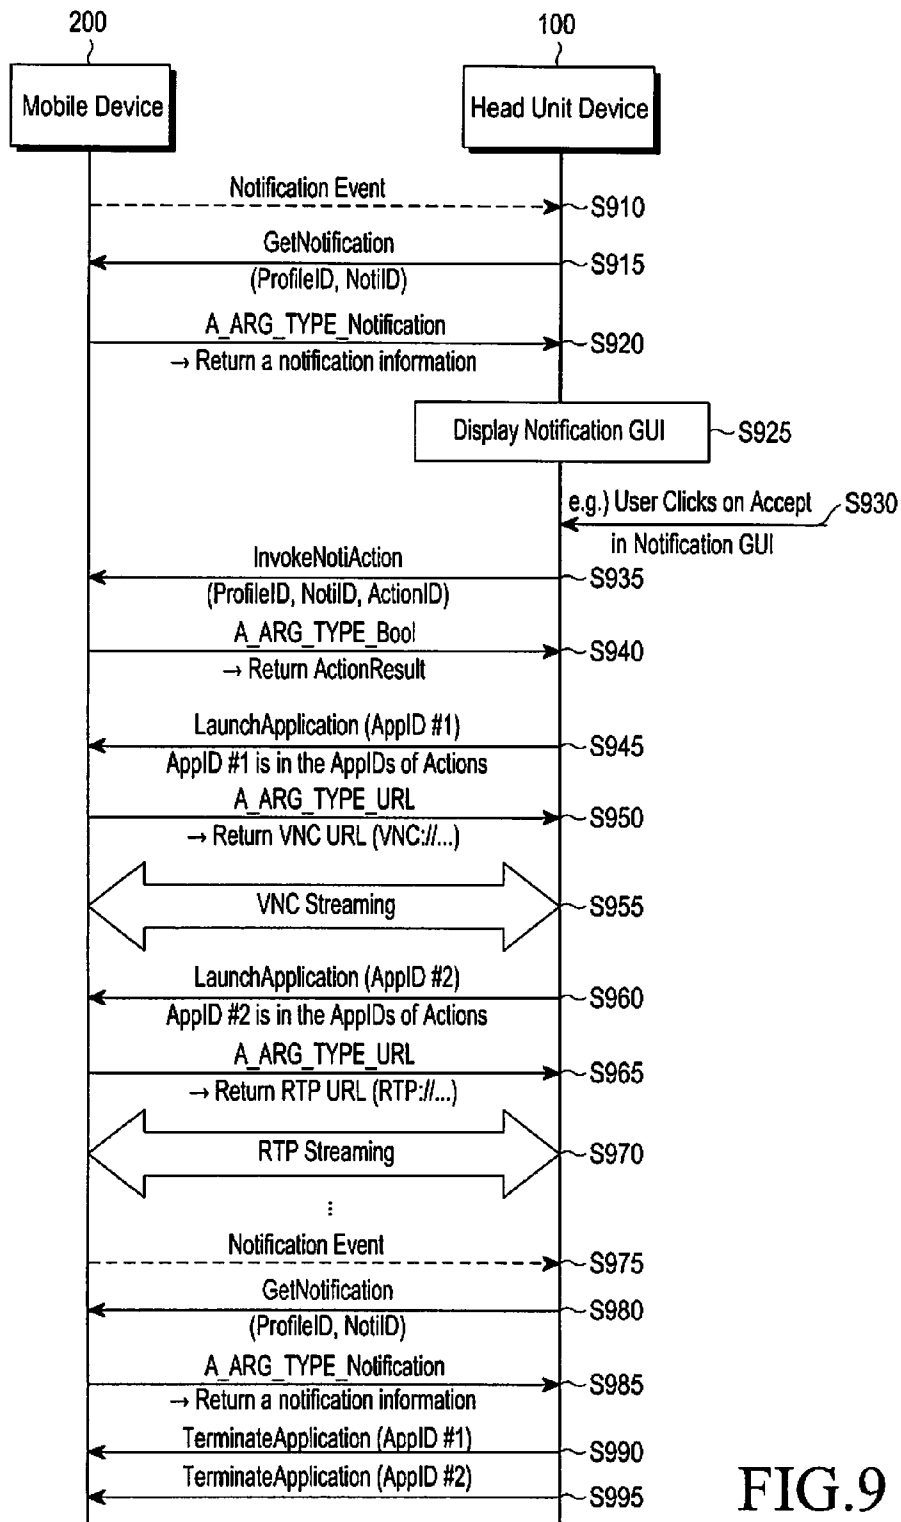 200
100
Mobile Device
Head Unit Device
Notification Event
S910
GetNotification
(ProfileID, NotiID)
S915
A_ARG_TYPE_Notification
→ Return a notification information
S920
Display Notification GUI
S925
e.g.) User Clicks on Accept
in Notification GUI
S930
InvokeNotiAction
(ProfileID, NotiID, ActionID)
S935
A_ARG_TYPE_Bool
→ Return ActionResult
S940
LaunchApplication (AppID #1)
AppID #1 is in the AppIDs of Actions
S945
A_ARG_TYPE_URL
→ Return VNC URL (VNC://...)
S950
VNC Streaming
S955
LaunchApplication (AppID #2)
AppID #2 is in the AppIDs of Actions
S960
A_ARG_TYPE_URL
→ Return RTP URL (RTP://...)
S965
RTP Streaming
S970
⋮
Notification Event
S975
GetNotification
(ProfileID, NotiID)
S980
A_ARG_TYPE_Notification
→ Return a notification information
S985
TerminateApplication (AppID #1)
S990
TerminateApplication (AppID #2)
S995
FIG.9